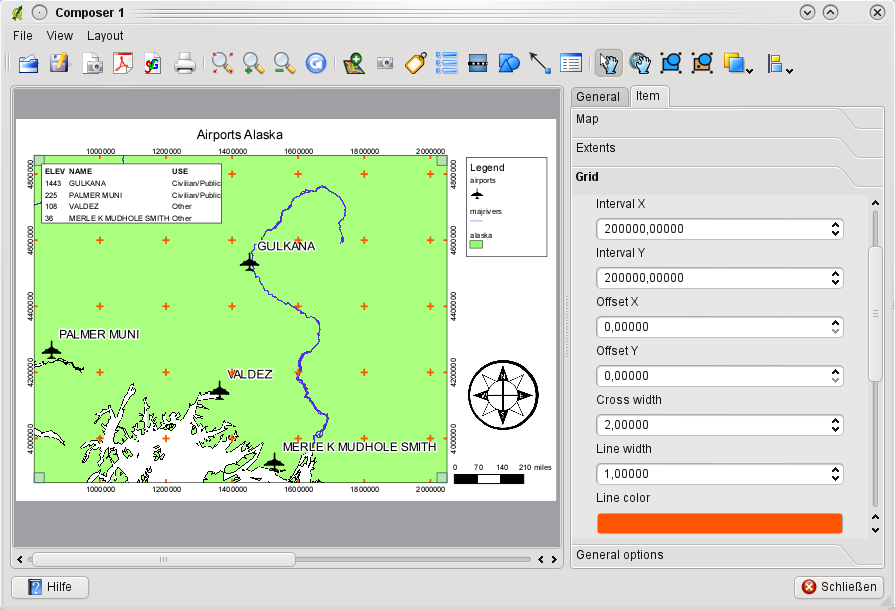 Composer 1
File View Layout
General Item
Map
Extents
Grid
Interval X
200000,00000
Interval Y
200000,00000
Offset X
0,00000
Offset Y
0,00000
Cross width
2,00000
Line width
1,00000
Line color
General options
Airports Alaska
1000000 1200000 1400000 1600000 1800000 2000000
4800000
4600000
4400000
4200000
4000000
ELEV NAME USE
1443 GULKANA Civilian/Public
225 PALMER MUNI Civilian/Public
108 VALDEZ Other
36 MERLE K MUDHOLE SMITH Other
GULKANA
PALMER MUNI
VALDEZ
MERLE K MUDHOLE SMITH
4800000
4600000
4400000
4200000
4000000
1000000 1200000 1400000 1600000 1800000 2000000
Legend
airports
majrivers
alaska
0 70 140 210 miles
Hilfe
Schließen